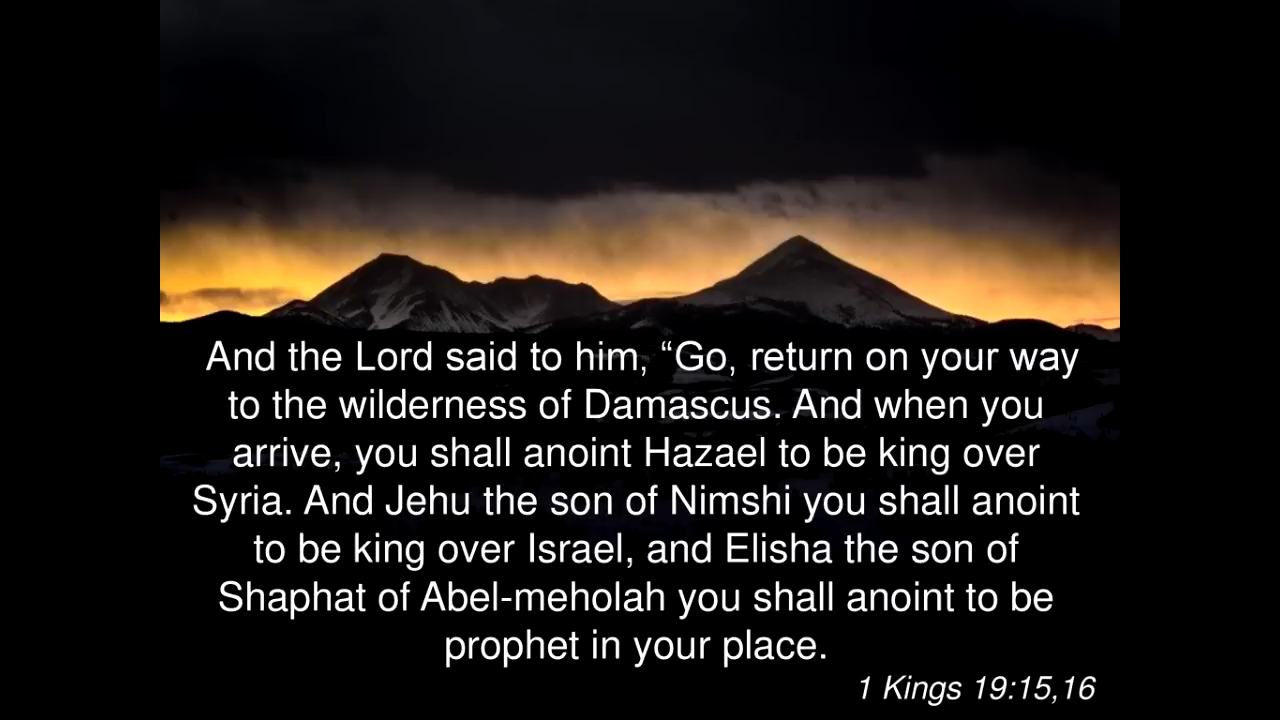 And the Lord said to him, “Go, return on your way
to the wilderness of Damascus. And when you
arrive, you shall anoint Hazael to be king over
Syria. And Jehu the son of Nimshi you shall anoint
to be king over Israel, and Elisha the son of
Shaphat of Abel-meholah you shall anoint to be
prophet in your place.
1 Kings 19:15,16